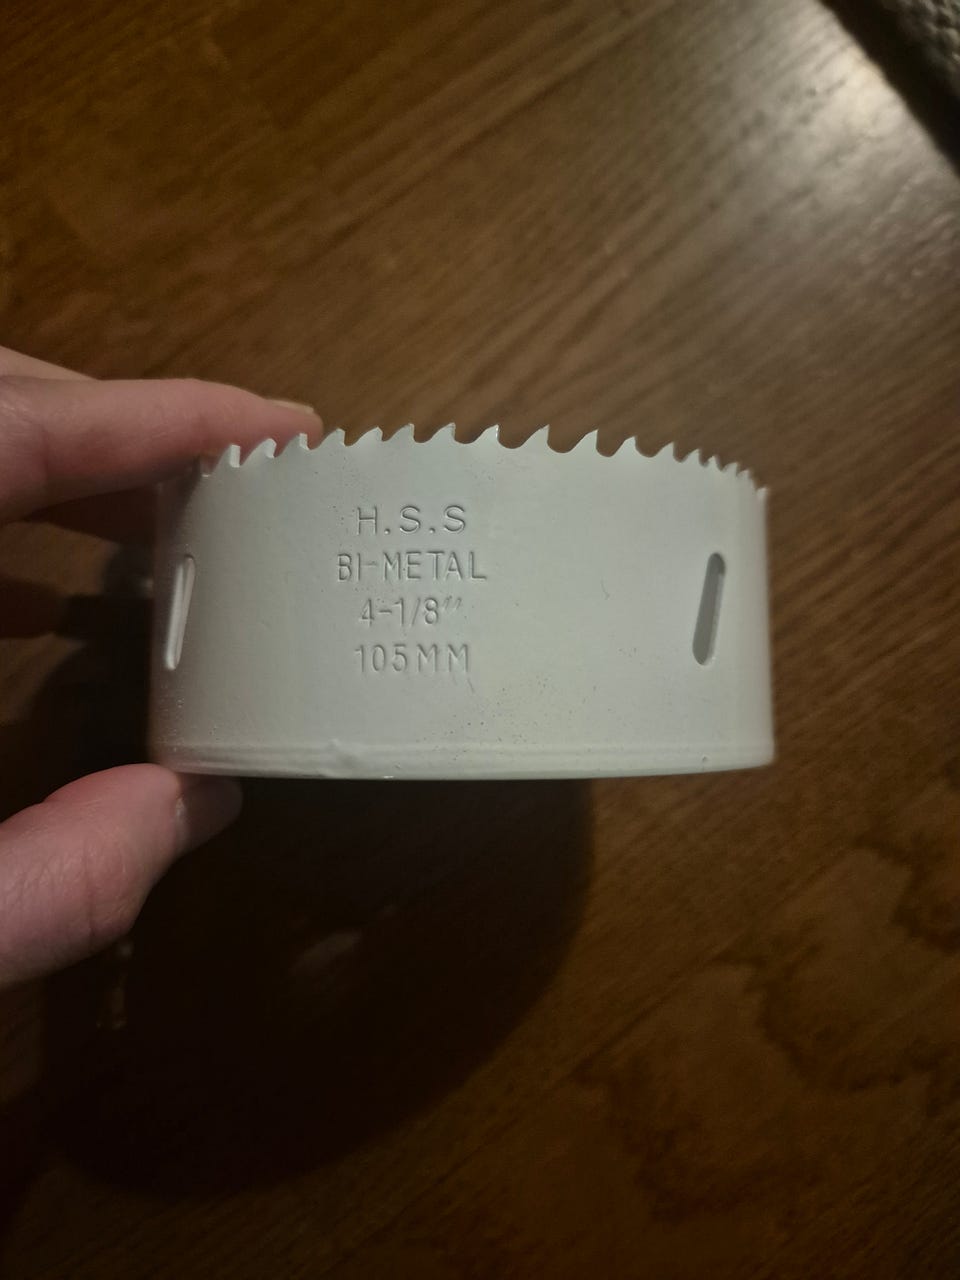 H.S.S
BI-METAL
4-1/8"
105MM